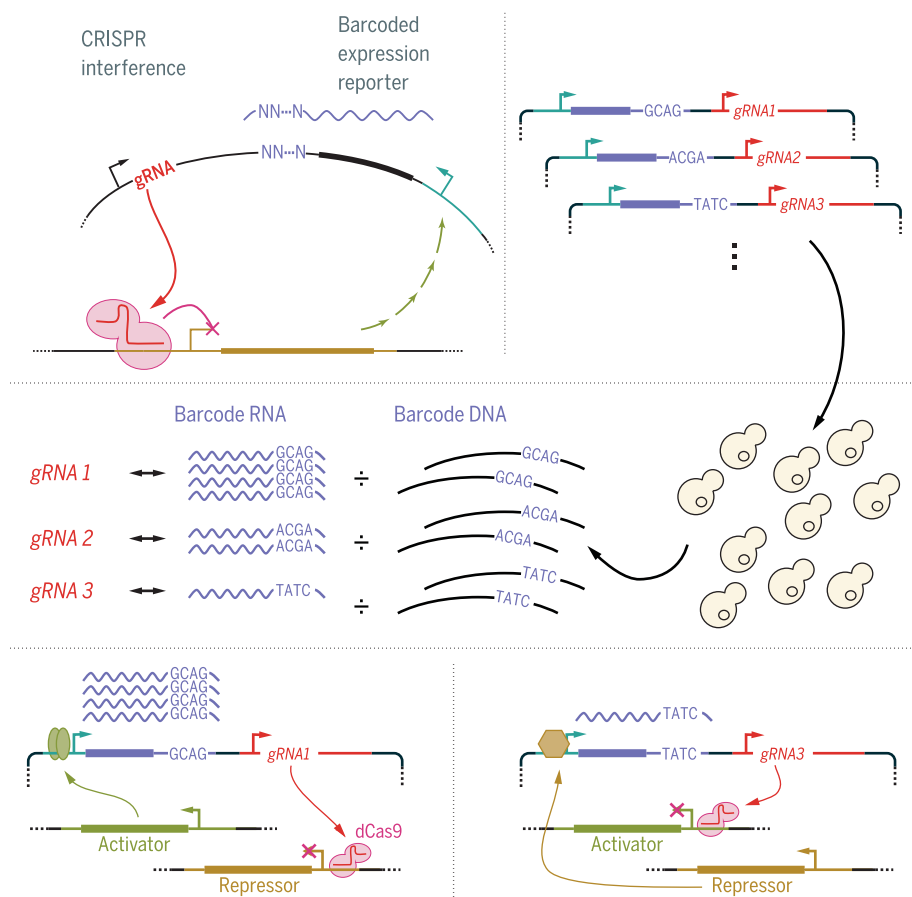 CRISPR
interference
Barcoded
expression
reporter
NN···N
NN···N
gRNA
GCAG
gRNA1
ACGA
gRNA2
TATC
gRNA3
Barcode RNA
Barcode DNA
gRNA 1
GCAG
GCAG
GCAG
GCAG
÷
GCAG
GCAG
gRNA 2
ACGA
ACGA
÷
ACGA
ACGA
gRNA 3
TATC
÷
TATC
TATC
GCAG
GCAG
GCAG
GCAG
GCAG
gRNA1
dCas9
Activator
Repressor
TATC
TATC
gRNA3
Activator
Repressor